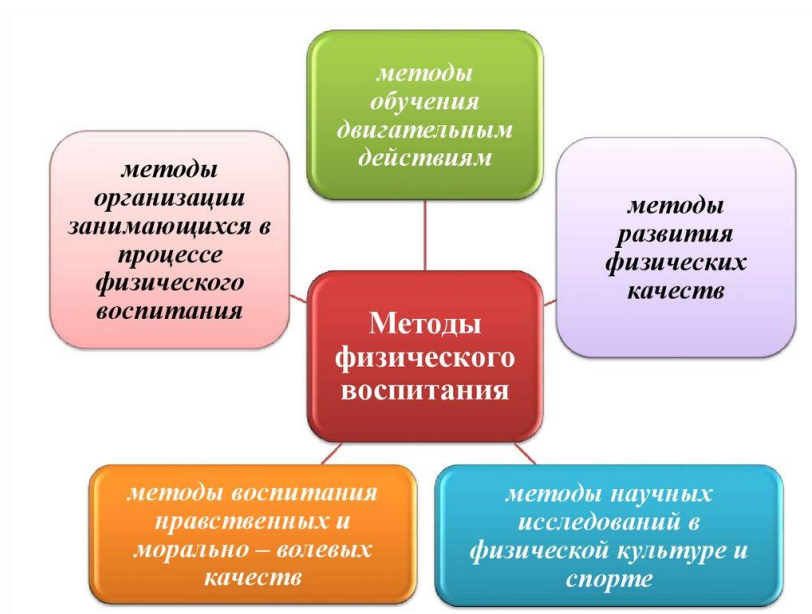 методы
обучения
двигательным
действиям
методы
организации
занимающихся в
процессе
физического
воспитания
методы
развития
физических
качеств
Методы
физического
воспитания
методы воспитания
нравственных и
морально – волевых
качеств
методы научных
исследований в
физической культуре и
спорте